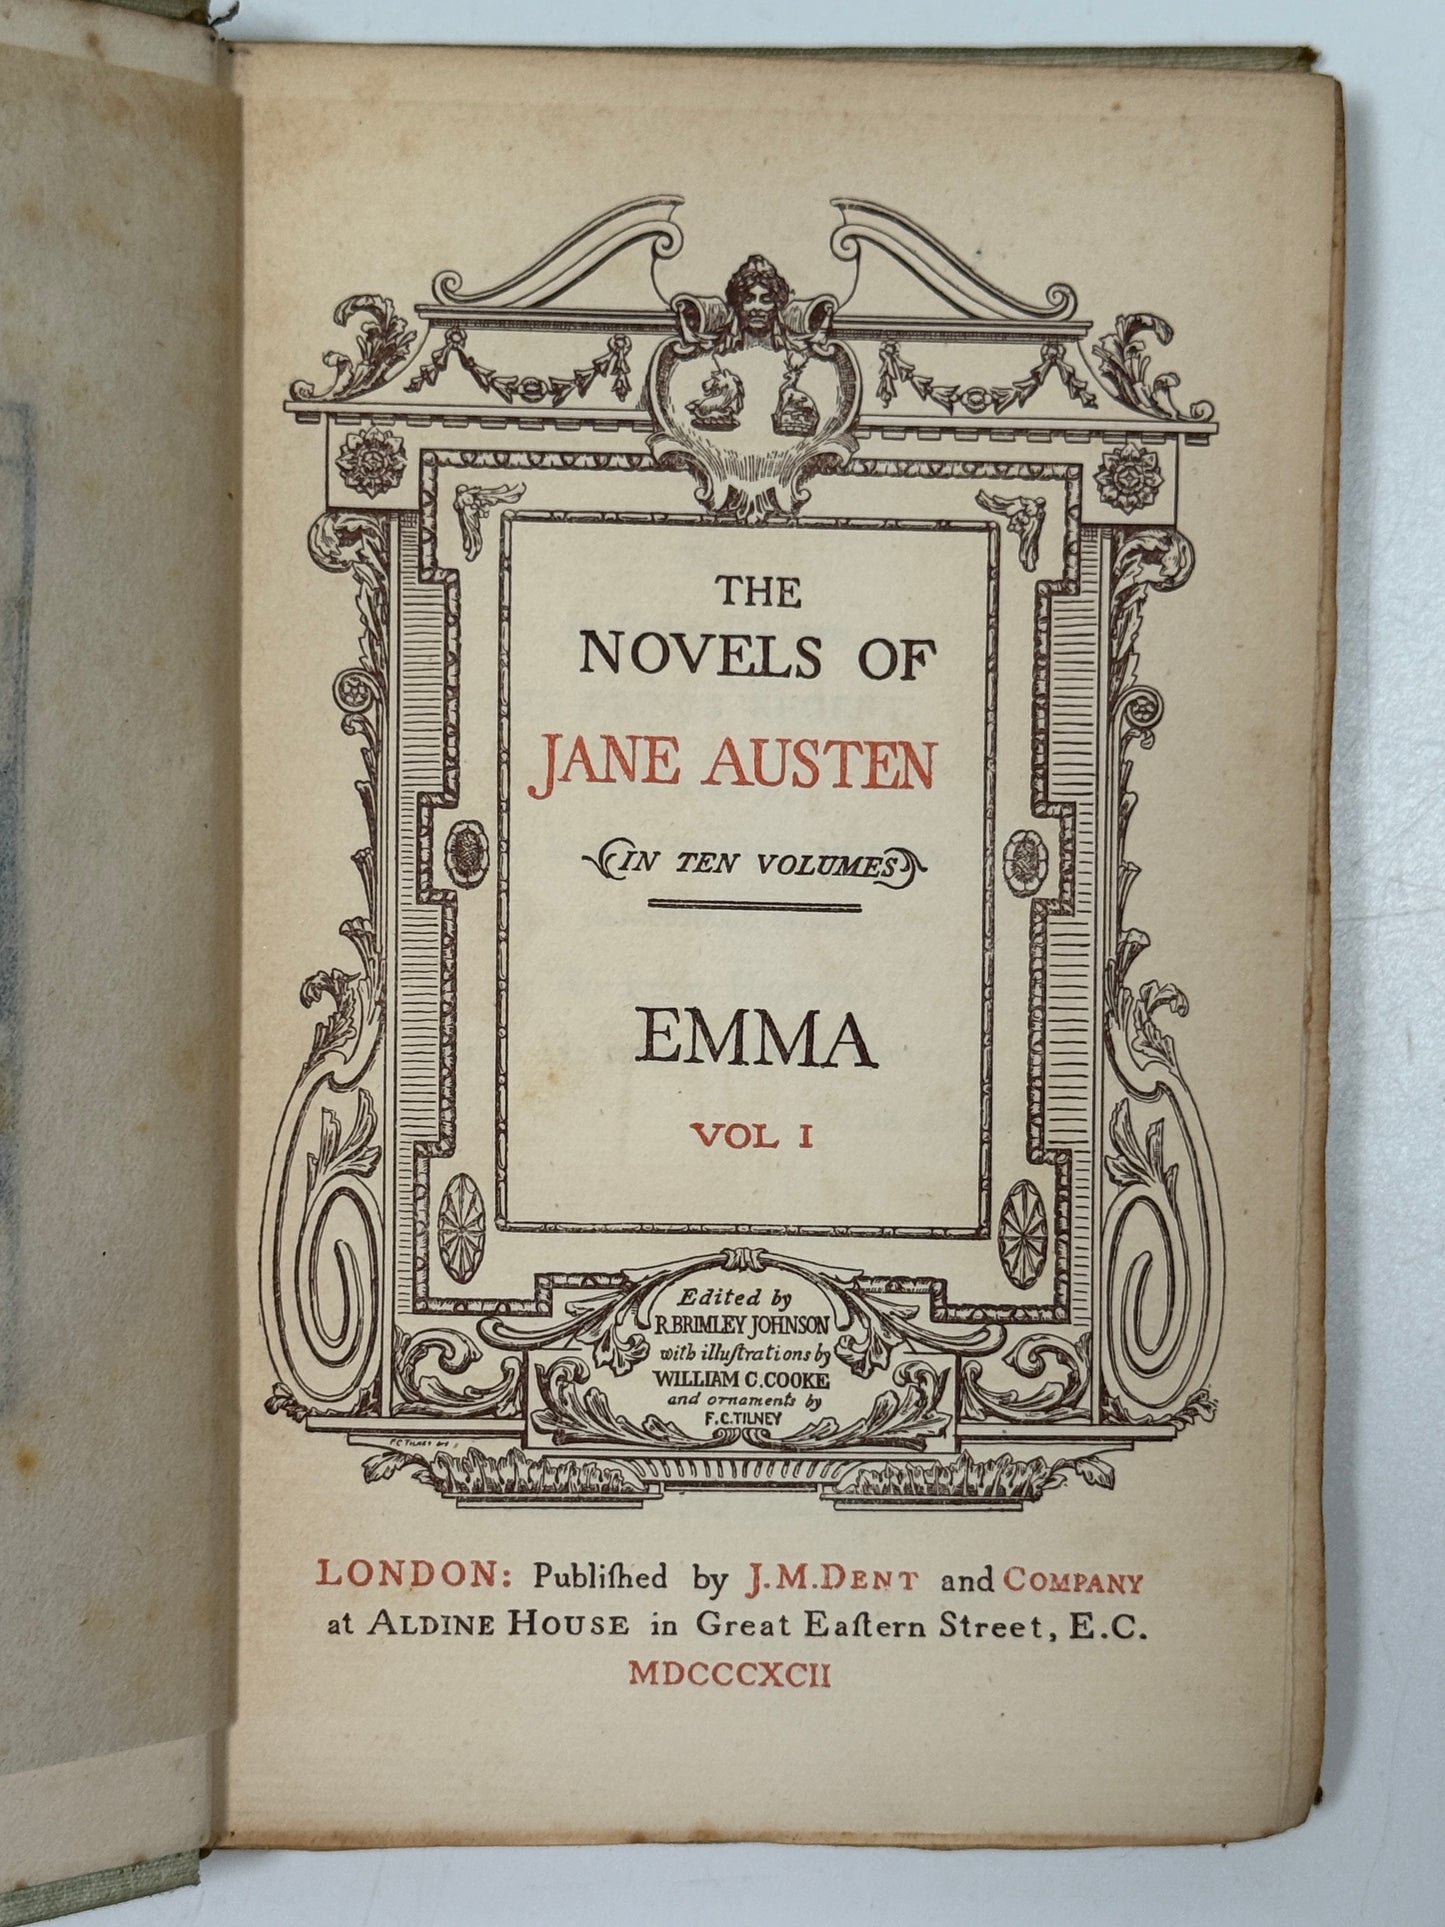 THE
NOVELS OF
JANE AUSTEN
IN TEN VOLUMES
EMMA
VOL I
Edited by
R.BRIMLEY JOHNSON
with illuſtrations by
WILLIAM C.COOKE
and ornaments by
F.C.TILNEY
F.C TILNEY
LONDON: Publiſhed by J.M.DENT and COMPANY
at ALDINE HOUSE in Great Eaſtern Street, E.C.
MDCCCXCII